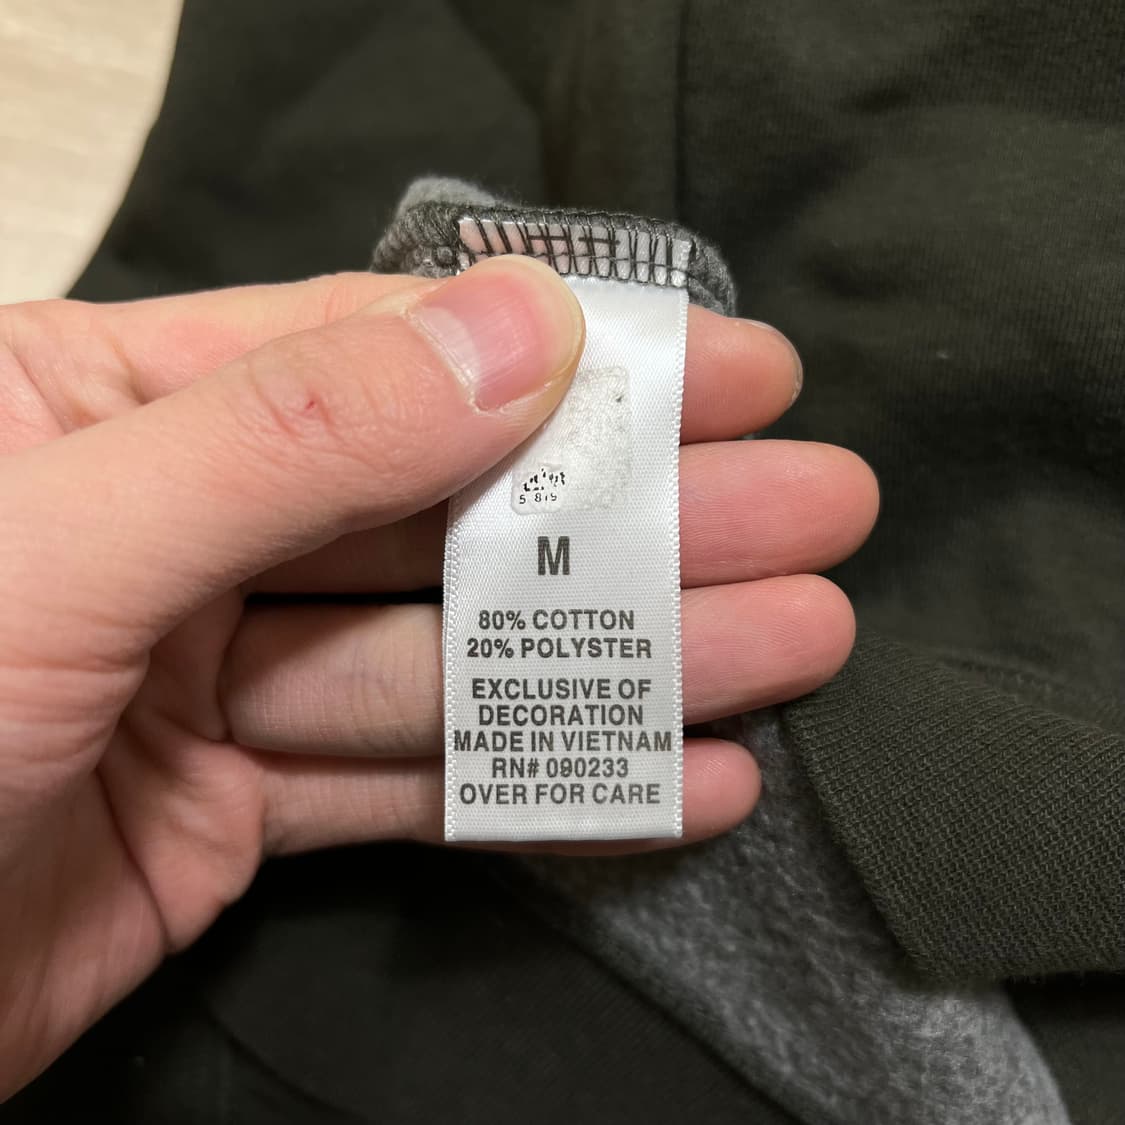 M
80% COTTON
20% POLYSTER
EXCLUSIVE OF
DECORATION
MADE IN VIETNAM
RN# 090233
OVER FOR CARE